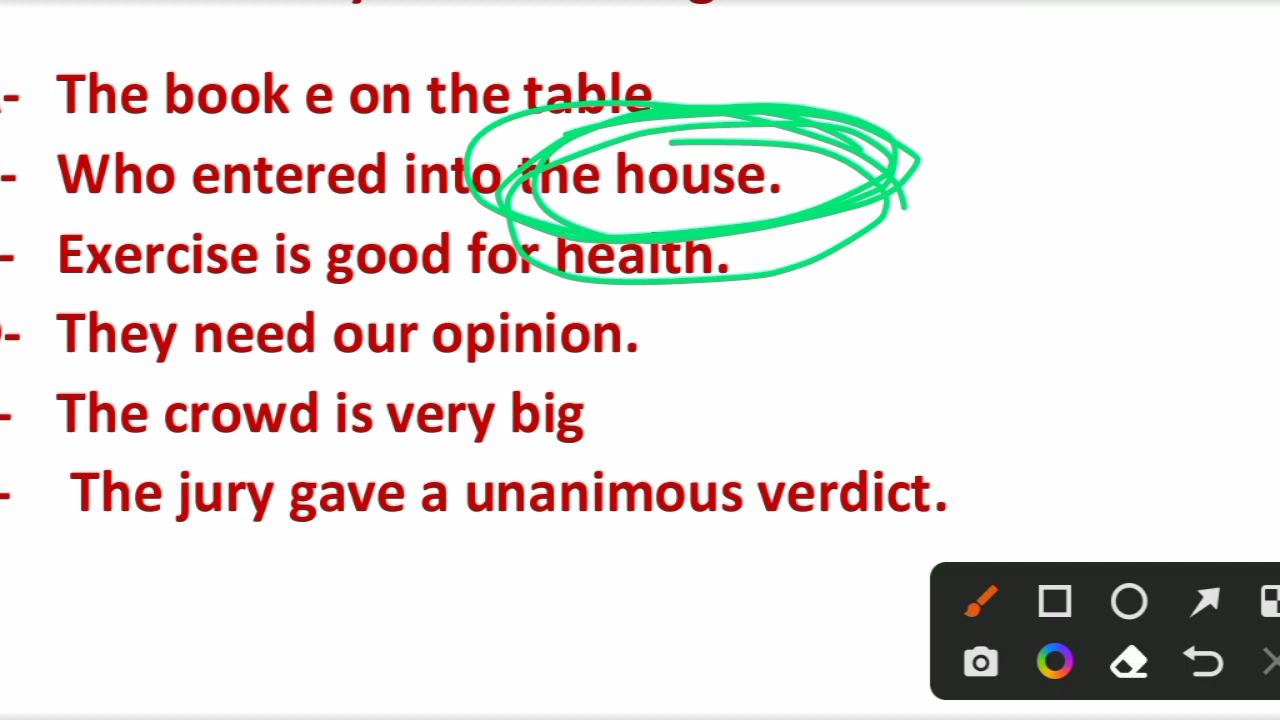 - The book e on the table
- Who entered into the house.
- Exercise is good for health.
- They need our opinion.
- The crowd is very big
- The jury gave a unanimous verdict.